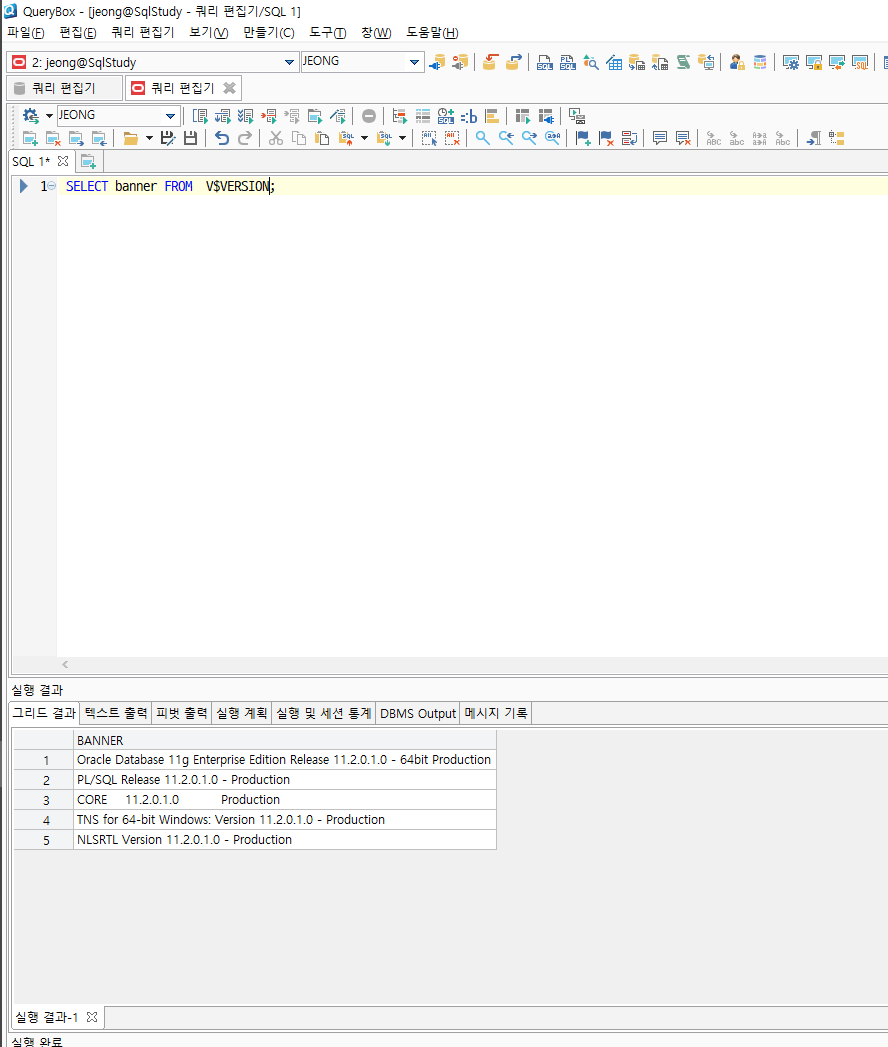 QueryBox - [jeong@SqlStudy - 쿼리 편집기/SQL 1]
파일(F) 편집(E) 쿼리 편집기 보기(V) 만들기(C) 도구(T) 창(W) 도움말(H)
2: jeong@SqlStudy JEONG
쿼리 편집기 쿼리 편집기
JEONG
SQL 1*
1 SELECT banner FROM  V$VERSION;
실행 결과
그리드 결과 텍스트 출력 피벗 출력 실행 계획 실행 및 세션 통계 DBMS Output 메시지 기록
BANNER
1 Oracle Database 11g Enterprise Edition Release 11.2.0.1.0 - 64bit Production
2 PL/SQL Release 11.2.0.1.0 - Production
3 CORE 11.2.0.1.0 Production
4 TNS for 64-bit Windows: Version 11.2.0.1.0 - Production
5 NLSRTL Version 11.2.0.1.0 - Production
실행 결과-1
실행 완료